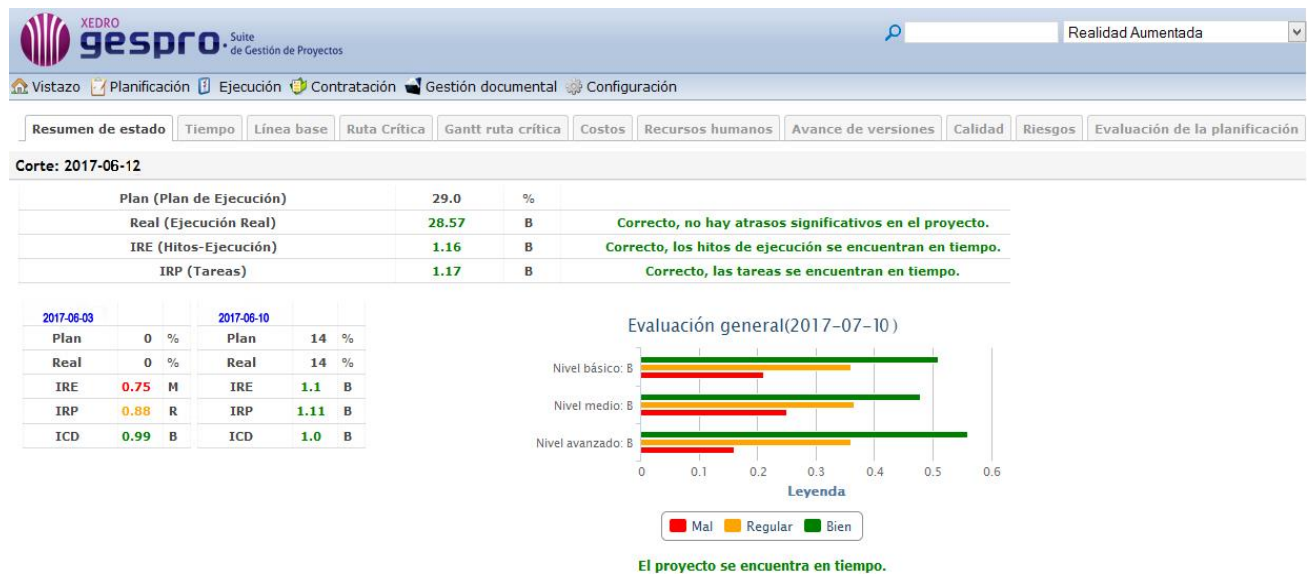 XEDRO
gespro. Suite
de Gestión de Proyectos
Realidad Aumentada
Vistazo Planificación Ejecución Contratación Gestión documental Configuración
Resumen de estado Tiempo Línea base Ruta Crítica Gantt ruta crítica Costos Recursos humanos Avance de versiones Calidad Riesgos Evaluación de la planificación
Corte: 2017-06-12
Plan (Plan de Ejecución) 29.0 %
Real (Ejecución Real) 28.57 B Correcto, no hay atrasos significativos en el proyecto.
IRE (Hitos-Ejecución) 1.16 B Correcto, los hitos de ejecución se encuentran en tiempo.
IRP (Tareas) 1.17 B Correcto, las tareas se encuentran en tiempo.
2017-06-03 2017-06-10
Plan 0 % Plan 14 %
Real 0 % Real 14 %
IRE 0.75 M IRE 1.1 B
IRP 0.88 R IRP 1.11 B
ICD 0.99 B ICD 1.0 B
Evaluación general(2017-07-10)
Nivel básico: B
Nivel medio: B
Nivel avanzado: B
0 0.1 0.2 0.3 0.4 0.5 0.6
Leyenda
Mal Regular Bien
El proyecto se encuentra en tiempo.